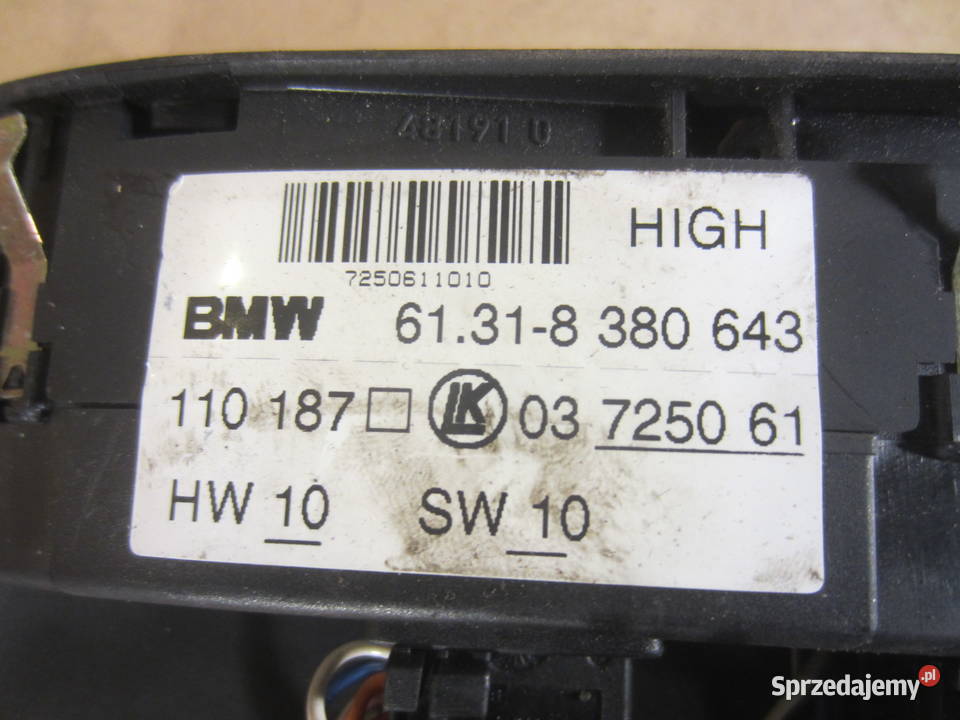 48191 0
HIGH
7250611010
BMW 61.31-8 380 643
110 187 LK 03 7250 61
HW 10 SW 10
Sprzedajemy.pl